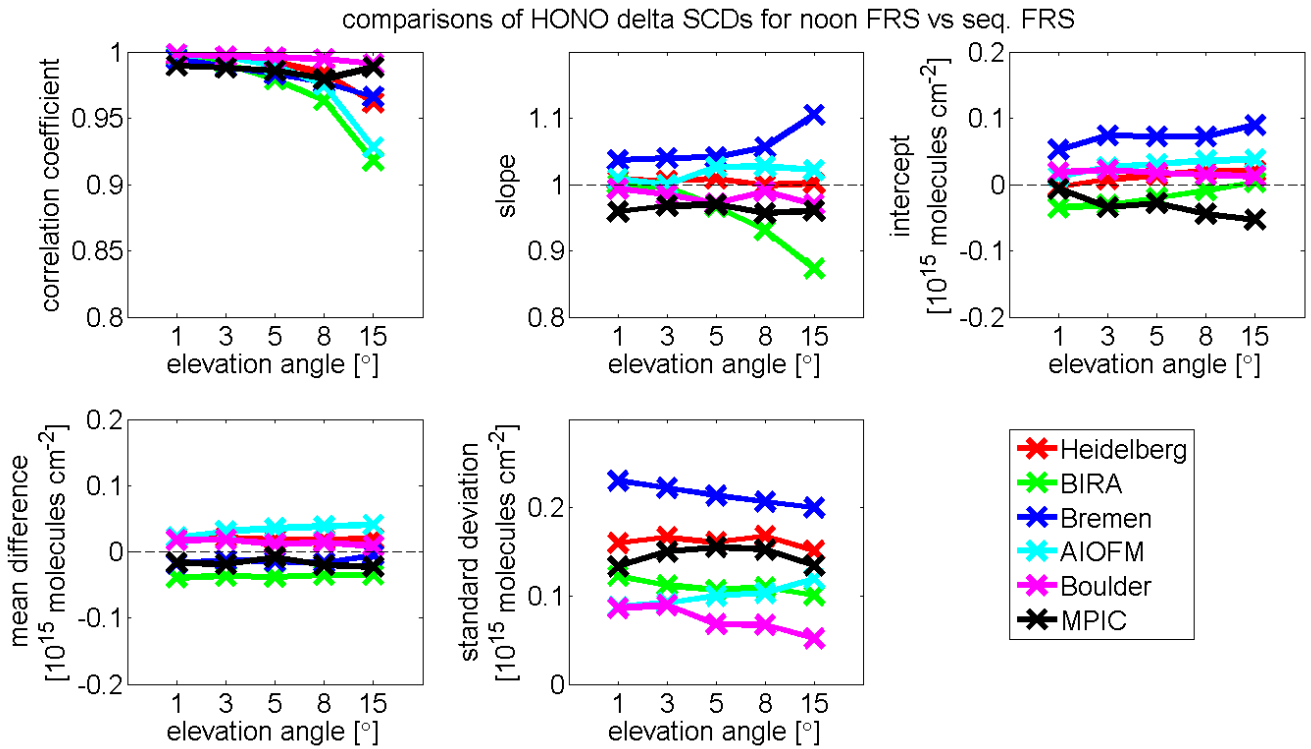 comparisons of HONO delta SCDs for noon FRS vs seq. FRS
correlation coefficient
1
0.95
0.9
0.85
0.8
1 3 5 8 15
elevation angle [°]
slope
1.1
1
0.9
0.8
1 3 5 8 15
elevation angle [°]
intercept
[10¹⁵ molecules cm⁻²]
0.2
0.1
0
-0.1
-0.2
1 3 5 8 15
elevation angle [°]
mean difference
[10¹⁵ molecules cm⁻²]
0.2
0.1
0
-0.1
-0.2
1 3 5 8 15
elevation angle [°]
standard deviation
[10¹⁵ molecules cm⁻²]
0.2
0.1
0
1 3 5 8 15
elevation angle [°]
Heidelberg
BIRA
Bremen
AIOFM
Boulder
MPIC